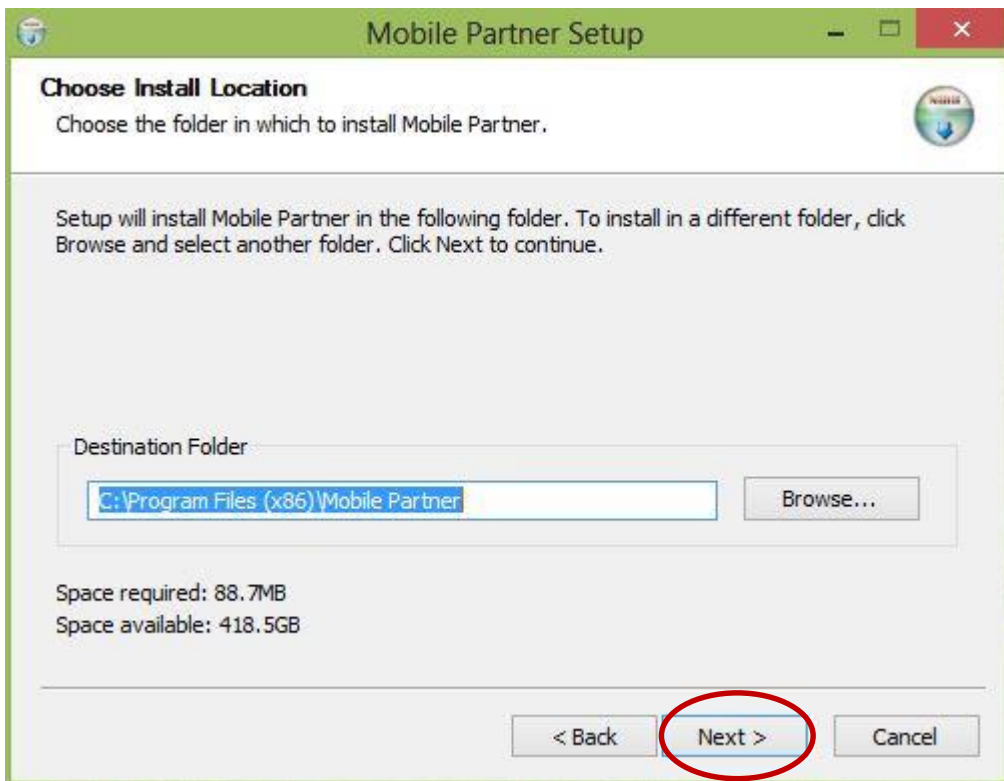 Mobile Partner Setup
Choose Install Location
Choose the folder in which to install Mobile Partner.
Setup will install Mobile Partner in the following folder. To install in a different folder, click
Browse and select another folder. Click Next to continue.
Destination Folder
C:\Program Files (x86)\Mobile Partner
Browse...
Space required: 88.7MB
Space available: 418.5GB
< Back
Next >
Cancel